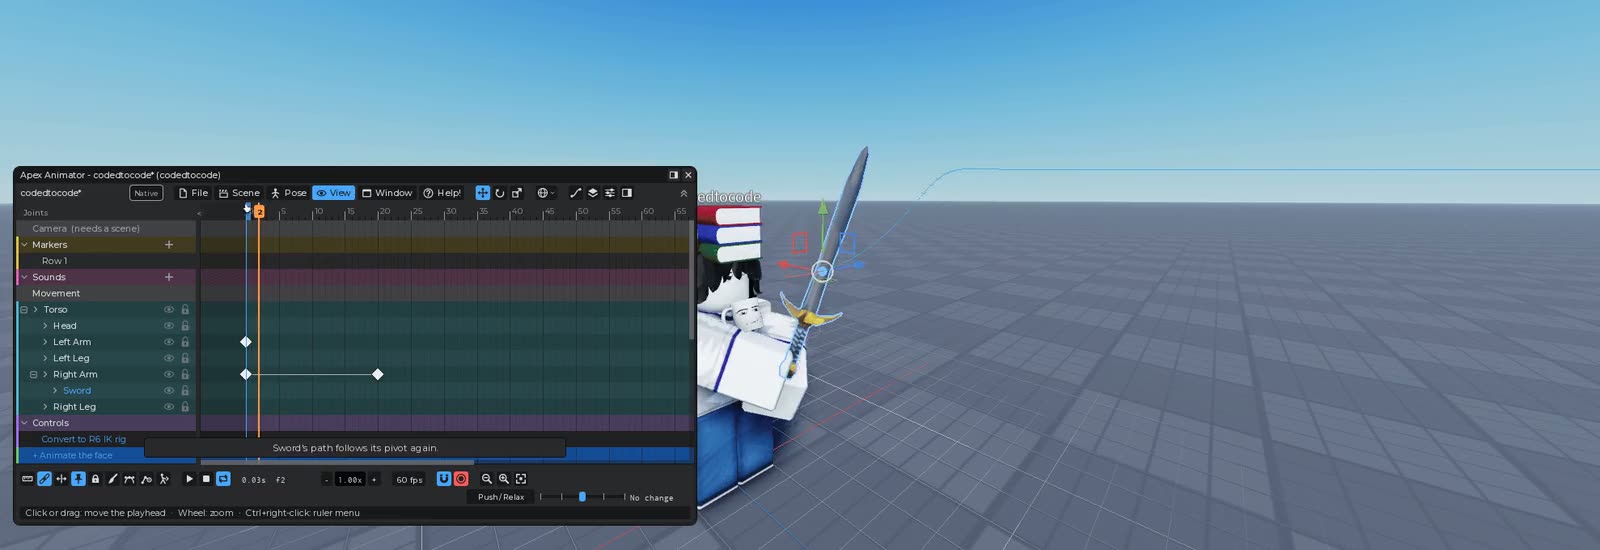 Apex Animator - codedtocode* (codedtocode)
codedtocode* Native File Scene Pose View Window Help!
Joints 2 5 10 15 20 25 30 35 40 45 50 55 60 65
Camera (needs a scene)
Markers +
Row 1
Sounds +
Movement
Torso
Head
Left Arm
Left Leg
Right Arm
Sword
Right Leg
Controls
Convert to R6 IK rig
Sword's path follows its pivot again.
+ Animate the face
0.03s f2 - 1.00x + 60 fps
Push/Relax No change
Click or drag: move the playhead · Wheel: zoom · Ctrl+right-click: ruler menu
edtocode